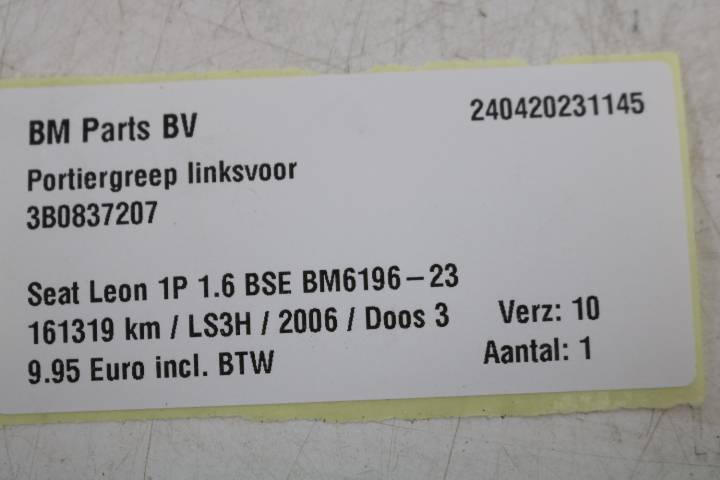 BM Parts BV 240420231145
Portiergreep linksvoor
3B0837207
Seat Leon 1P 1.6 BSE BM6196-23
161319 km / LS3H / 2006 / Doos 3 Verz: 10
9.95 Euro incl. BTW Aantal: 1